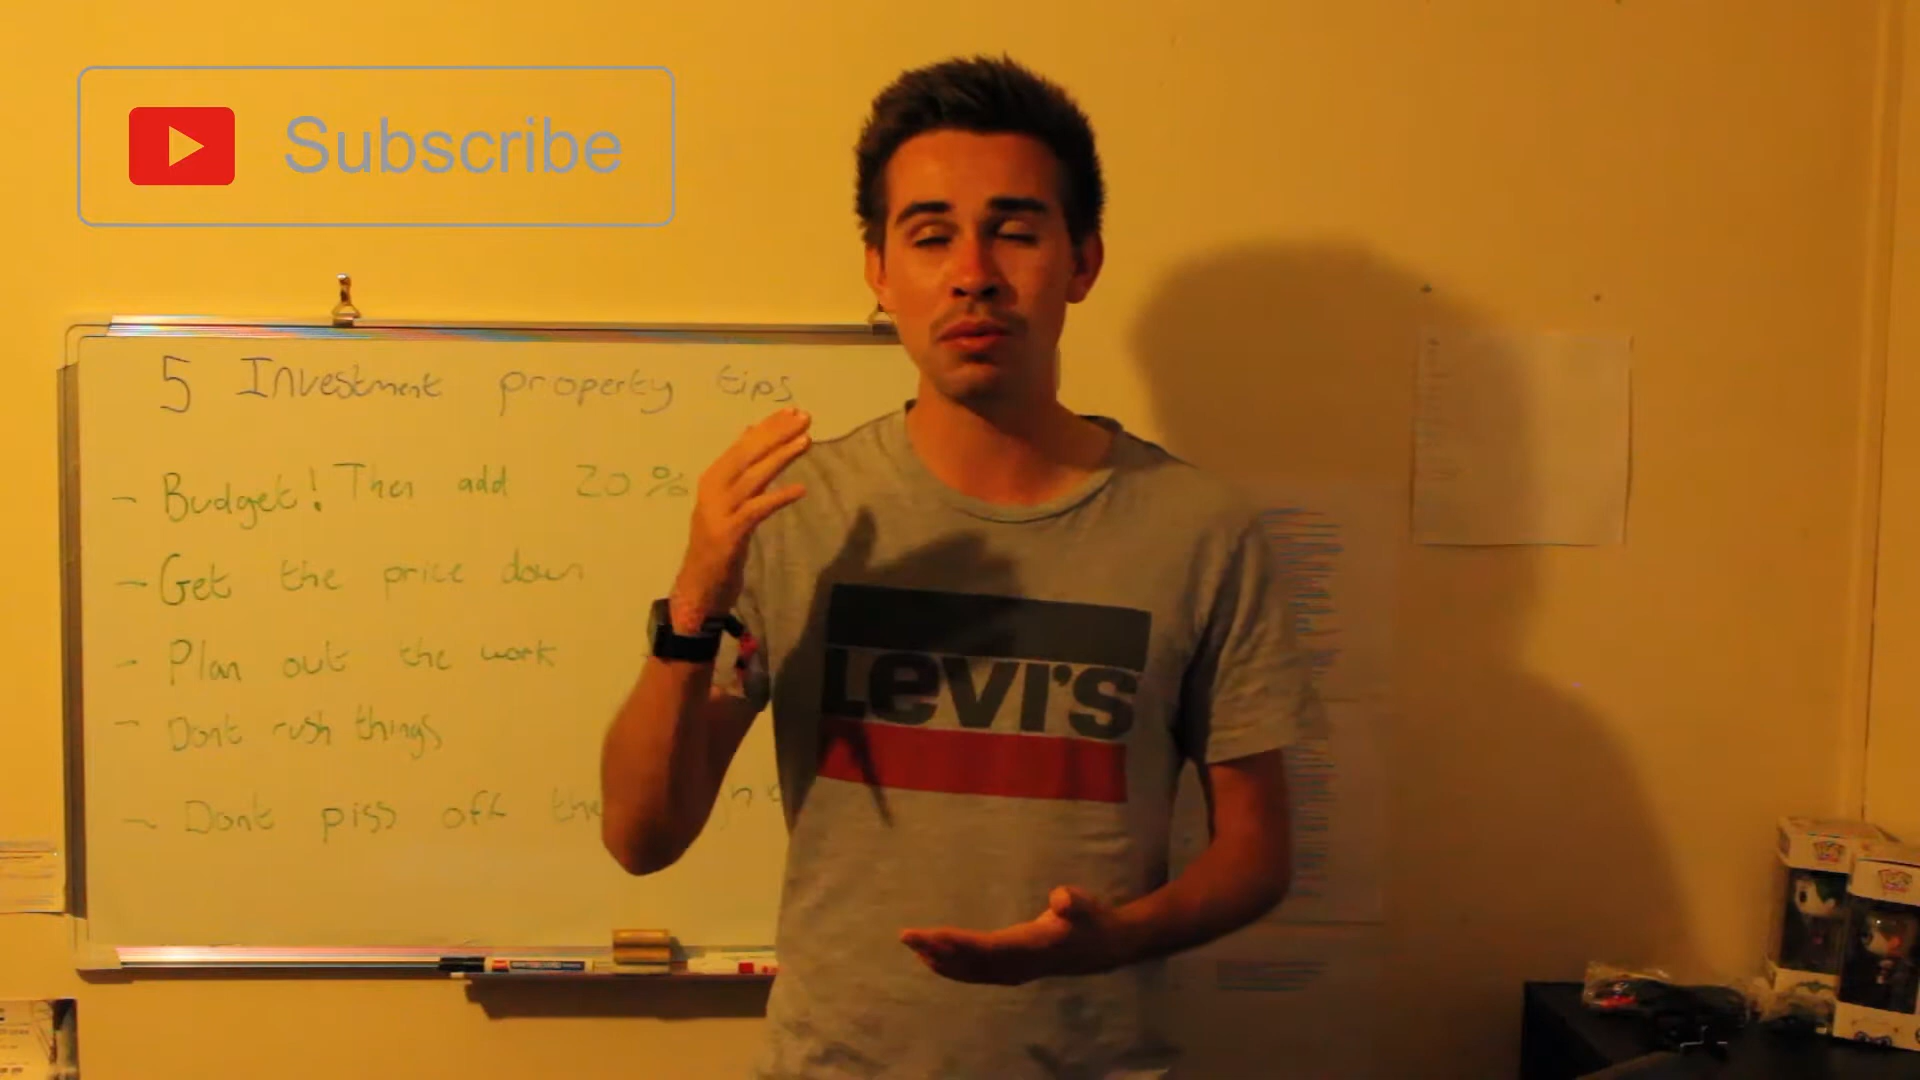 Subscribe
5 Investment property tips
- Budget! Then add 20%
- Get the price down
- Plan out the work
- Dont rush things
- Dont piss off the
LEVI'S